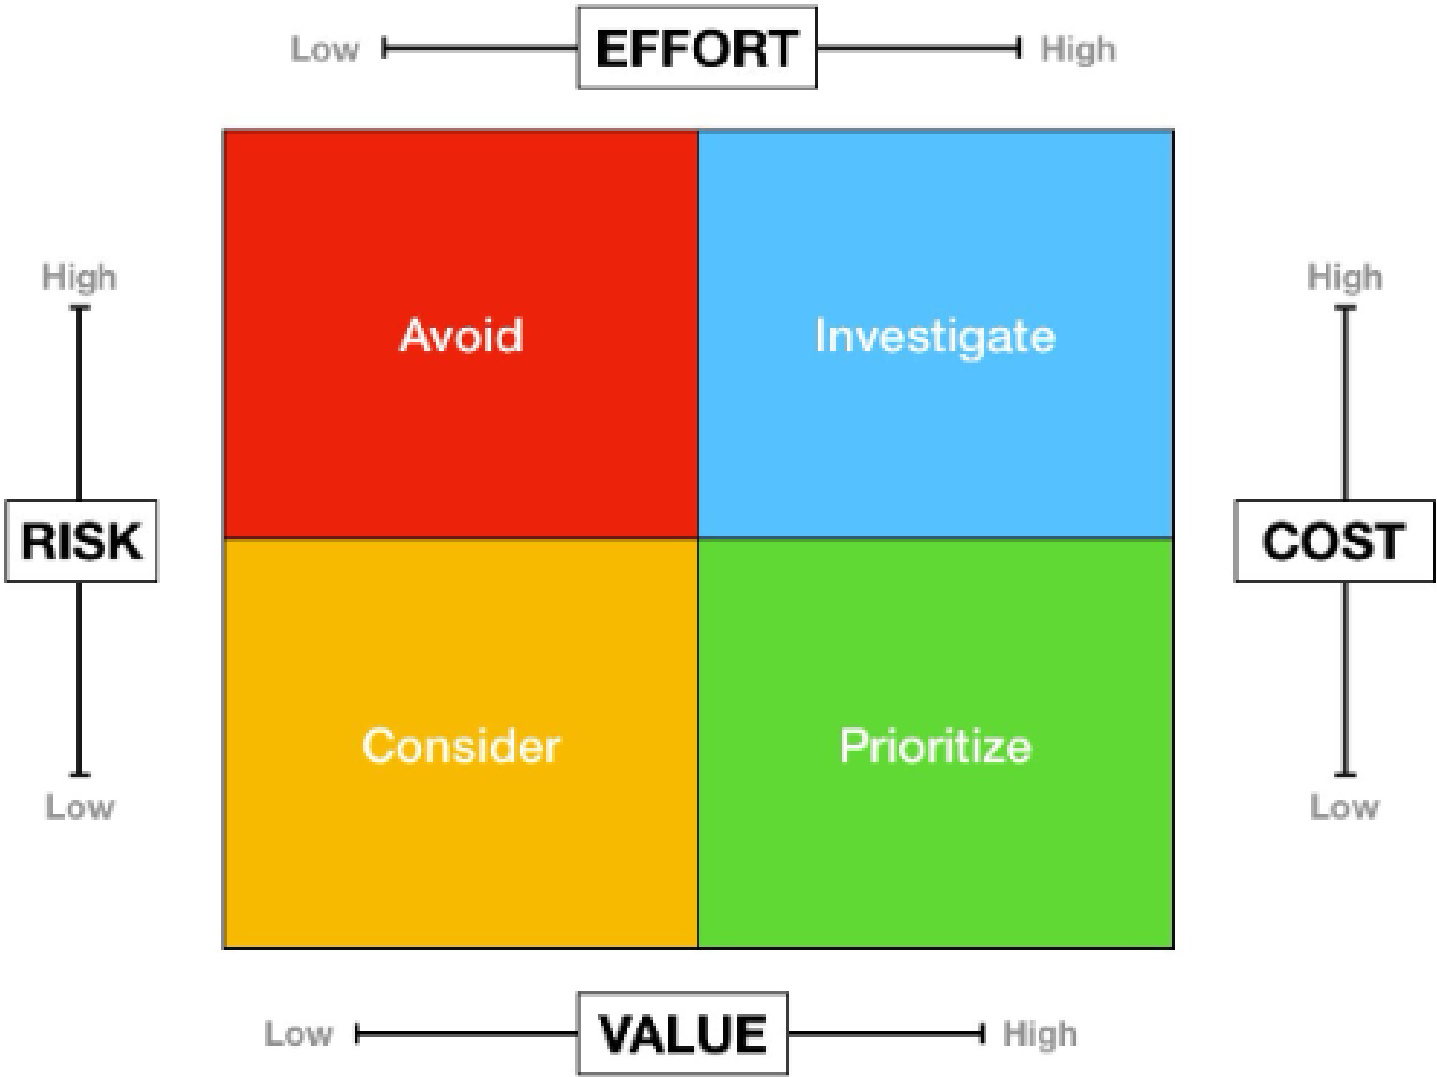 Low EFFORT High
High High
Avoid Investigate
RISK COST
Consider Prioritize
Low Low
Low VALUE High